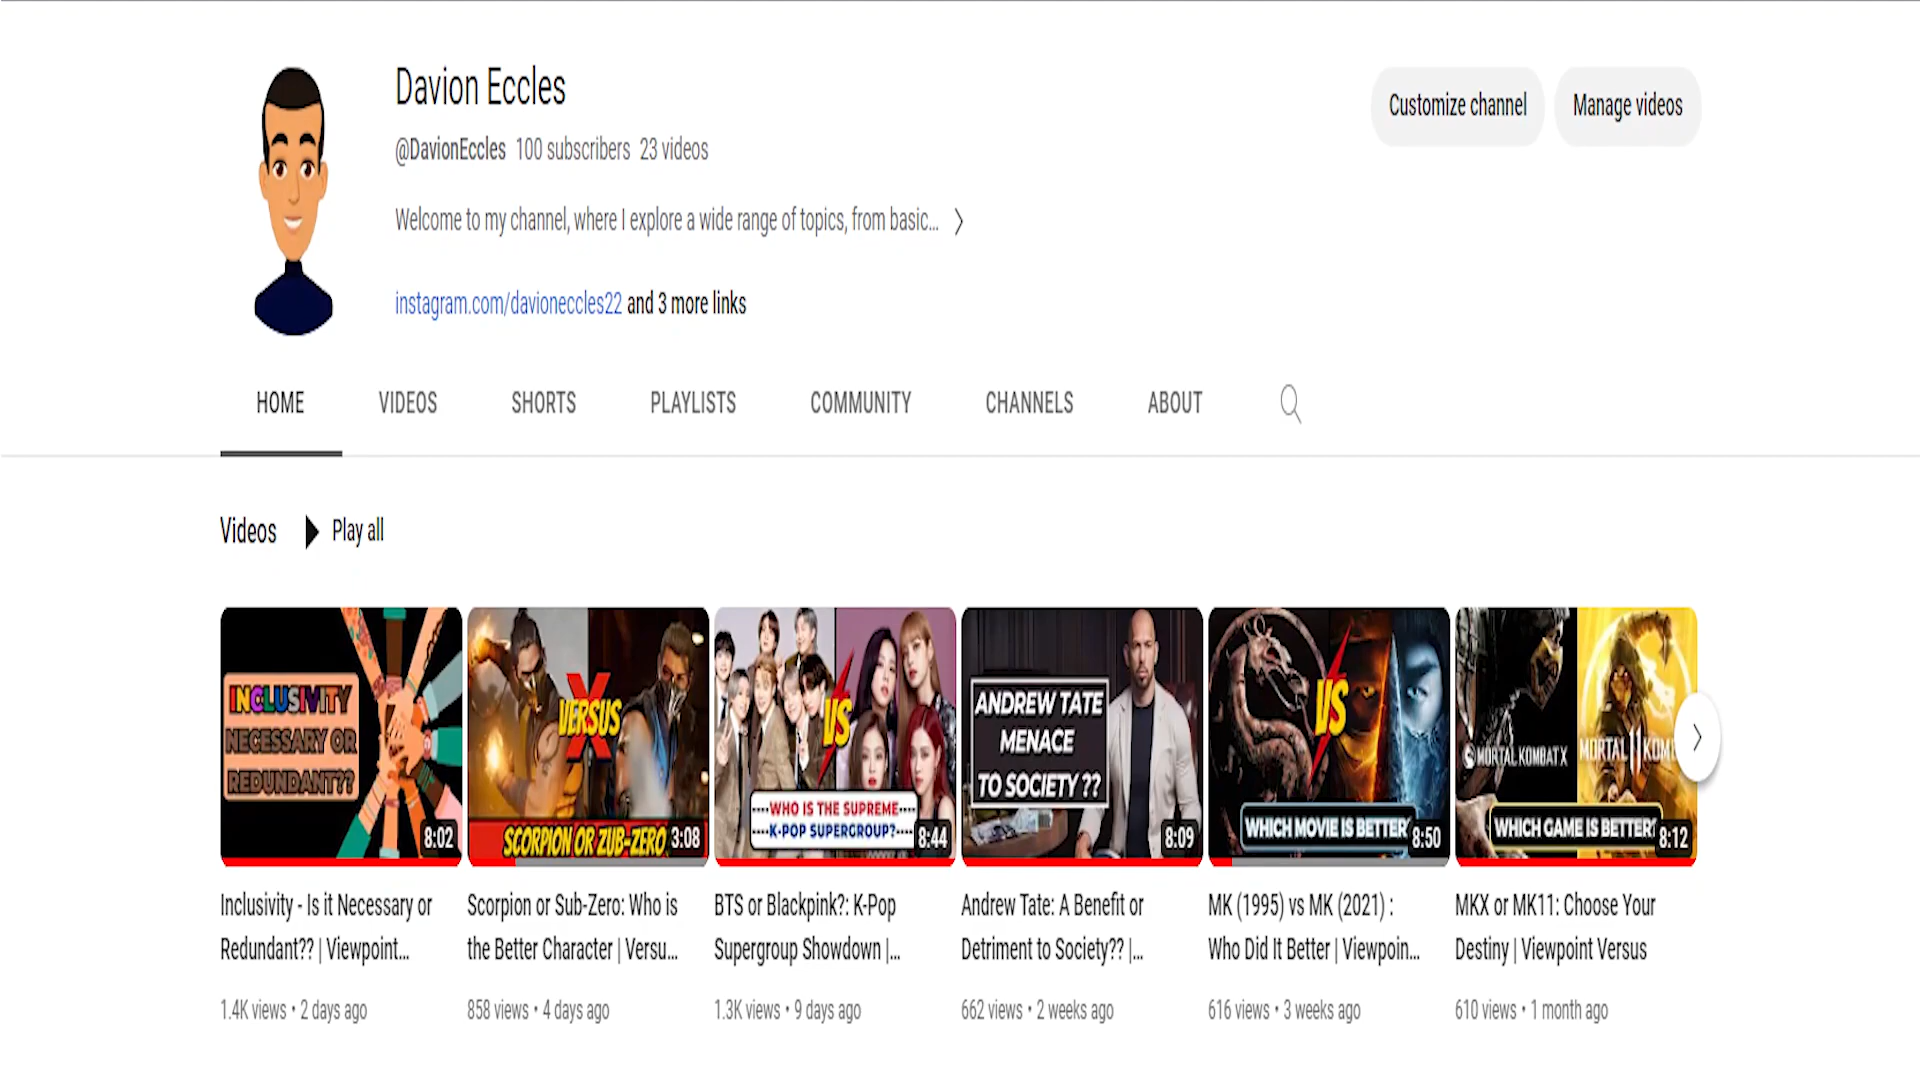 Davion Eccles
Customize channel
Manage videos
@DavionEccles 100 subscribers 23 videos
Welcome to my channel, where I explore a wide range of topics, from basic...
instagram.com/davioneccles22 and 3 more links
HOME
VIDEOS
SHORTS
PLAYLISTS
COMMUNITY
CHANNELS
ABOUT
Videos
Play all
INCLUSIVITY
NECESSARY OR
REDUNDANT??
8:02
VERSUS
SCORPION OR ZUB-ZERO
3:08
VS
----WHO IS THE SUPREME----
----K-POP SUPERGROUP?----
8:44
ANDREW TATE
MENACE
TO SOCIETY ??
8:09
VS
WHICH MOVIE IS BETTER
8:50
MORTAL KOMBAT X
MORTAL KOM
11
WHICH GAME IS BETTER?
8:12
Inclusivity - Is it Necessary or
Redundant?? | Viewpoint...
1.4K views • 2 days ago
Scorpion or Sub-Zero: Who is
the Better Character | Versu...
858 views • 4 days ago
BTS or Blackpink?: K-Pop
Supergroup Showdown |...
1.3K views • 9 days ago
Andrew Tate: A Benefit or
Detriment to Society?? |...
662 views • 2 weeks ago
MK (1995) vs MK (2021) :
Who Did It Better | Viewpoin...
616 views • 3 weeks ago
MKX or MK11: Choose Your
Destiny | Viewpoint Versus
610 views • 1 month ago